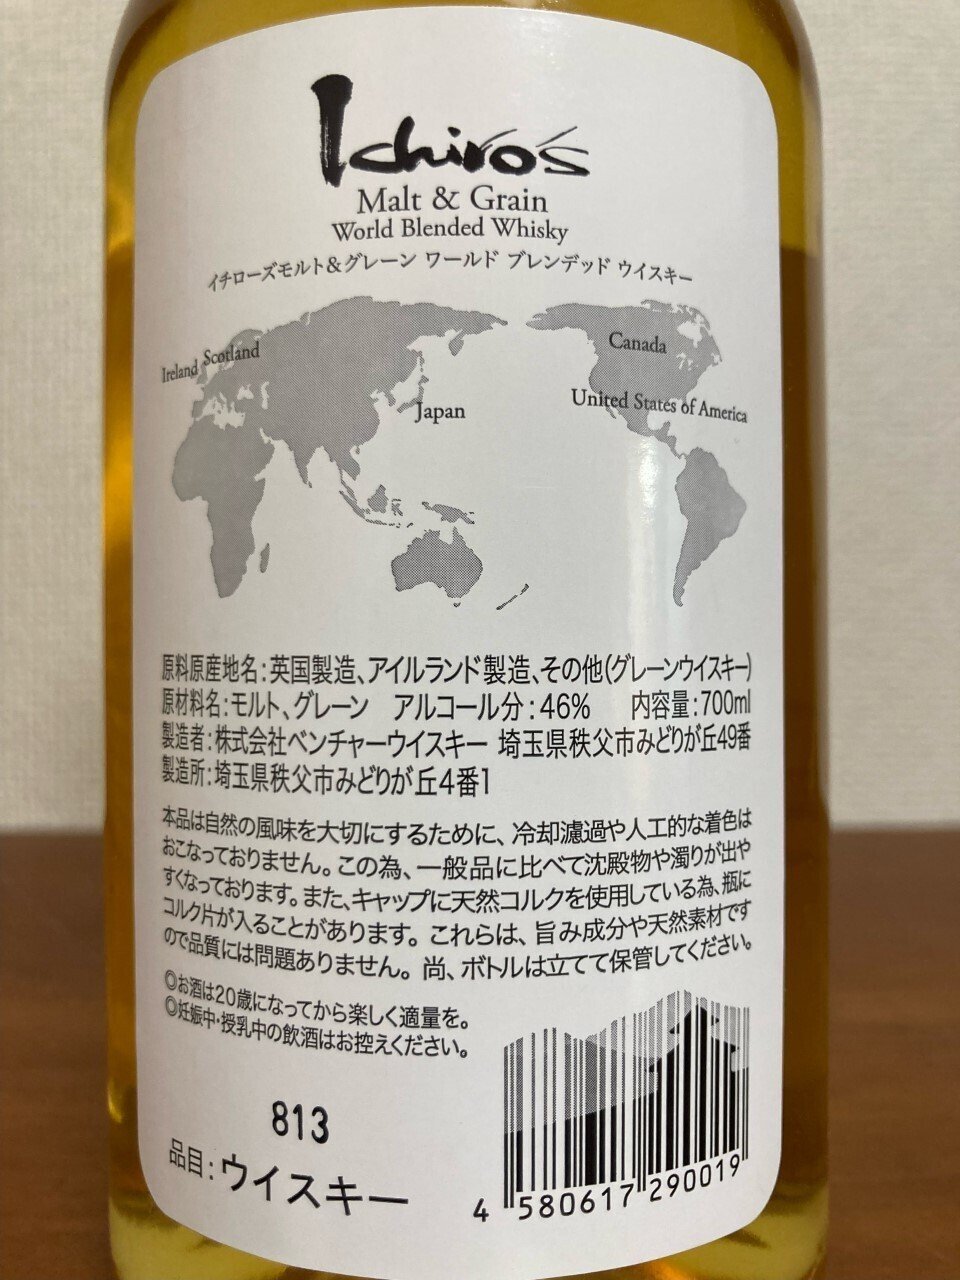 Ichiro's
Malt & Grain
World Blended Whisky
イチローズモルト&グレーン ワールド ブレンデッド ウイスキー
Ireland Scotland
Canada
Japan
United States of America
原料原産地名:英国製造、アイルランド製造、その他(グレーンウイスキー)
原材料名:モルト、グレーン アルコール分:46% 内容量:700ml
製造者:株式会社ベンチャーウイスキー 埼玉県秩父市みどりが丘49番
製造所:埼玉県秩父市みどりが丘4番1
本品は自然の風味を大切にするために、冷却濾過や人工的な着色は
おこなっておりません。この為、一般品に比べて沈殿物や濁りが出や
すくなっております。また、キャップに天然コルクを使用している為、瓶に
コルク片が入ることがあります。これらは、旨み成分や天然素材です
ので品質には問題ありません。尚、ボトルは立てて保管してください。
◎お酒は20歳になってから楽しく適量を。
◎妊娠中・授乳中の飲酒はお控えください。
813
品目:ウイスキー
4 580617 290019